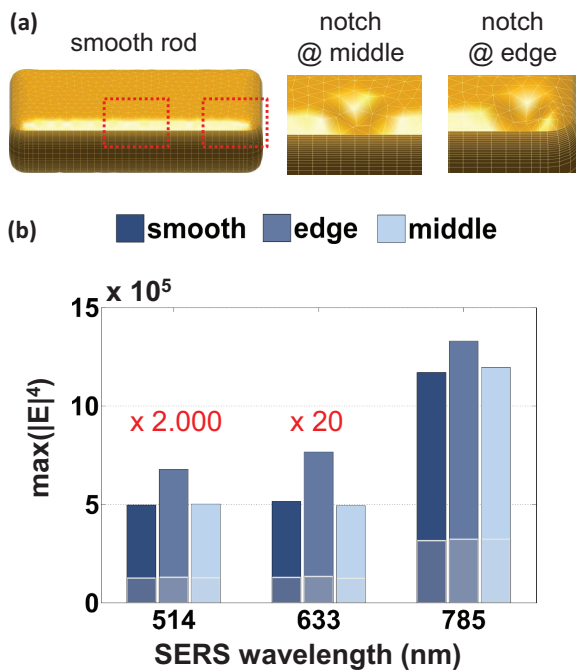 (a)
smooth rod
notch
@ middle
notch
@ edge
(b)
smooth edge middle
x 10⁵
15
10
5
0
max(|E|⁴)
x 2.000
x 20
514 633 785
SERS wavelength (nm)